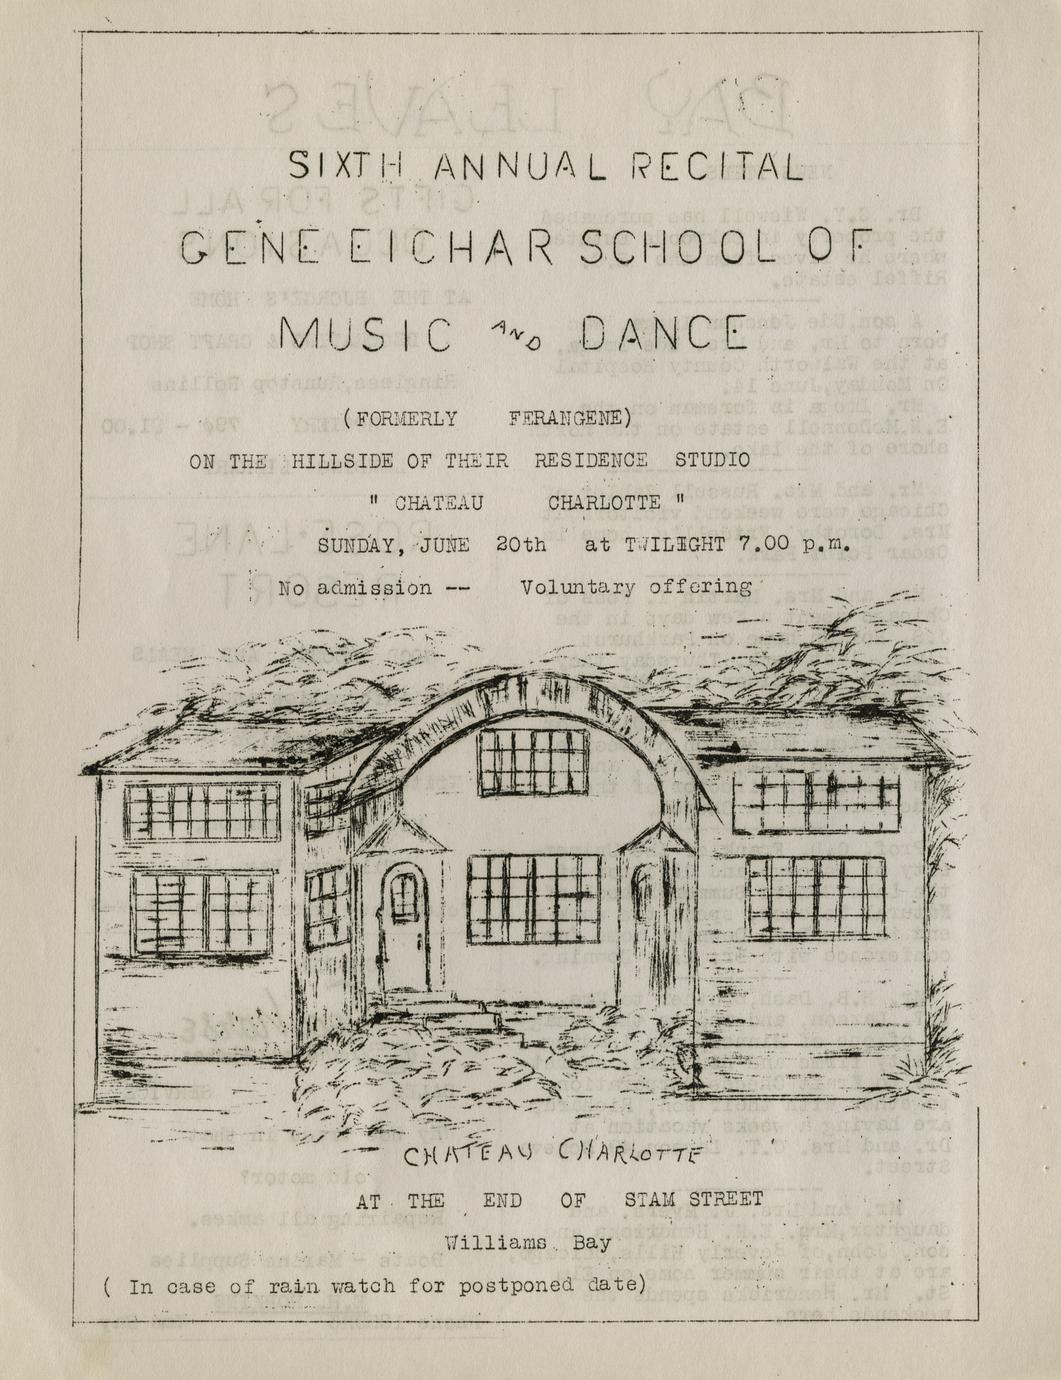 SIXTH ANNUAL RECITAL
GENE EICHAR SCHOOL OF
MUSIC AND DANCE
(FORMERLY FERANGENE)
ON THE HILLSIDE OF THEIR RESIDENCE STUDIO
" CHATEAU CHARLOTTE "
SUNDAY, JUNE 20th at TWILIGHT 7.00 p.m.
No admission -- Voluntary offering
CHATEAU CHARLOTTE
AT THE END OF STAM STREET
Williams Bay
( In case of rain watch for postponed date)